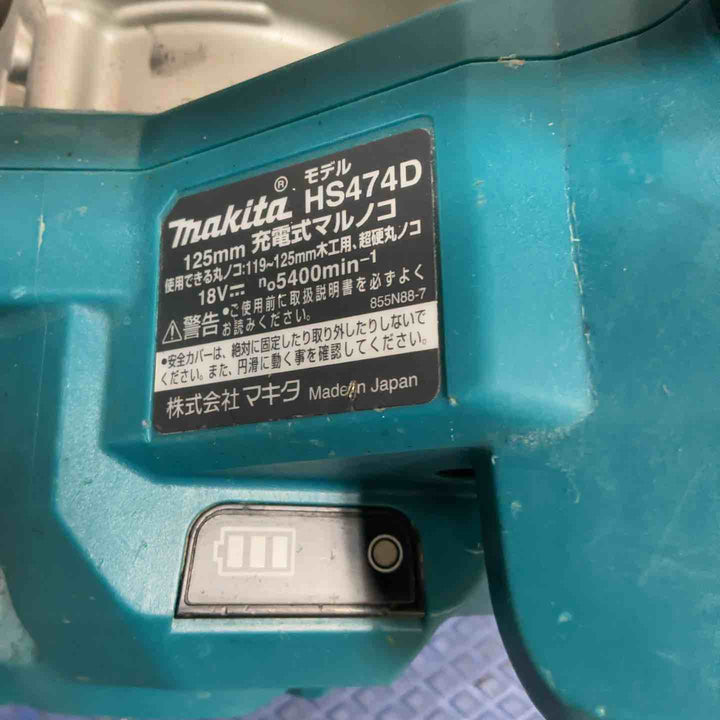 モデル
makita® HS474D
125mm 充電式マルノコ
使用できる丸ノコ:119~125mm木工用、超硬丸ノコ
18V⎓ n₀5400min⁻¹
⚠警告 •ご使用前に取扱説明書を必ずよく
お読みください。 855N88-7
•安全カバーは、絶対に固定したり取り外したりしないで
ください。また、円滑に動く事を確認してください。
株式会社 マキタ Made in Japan